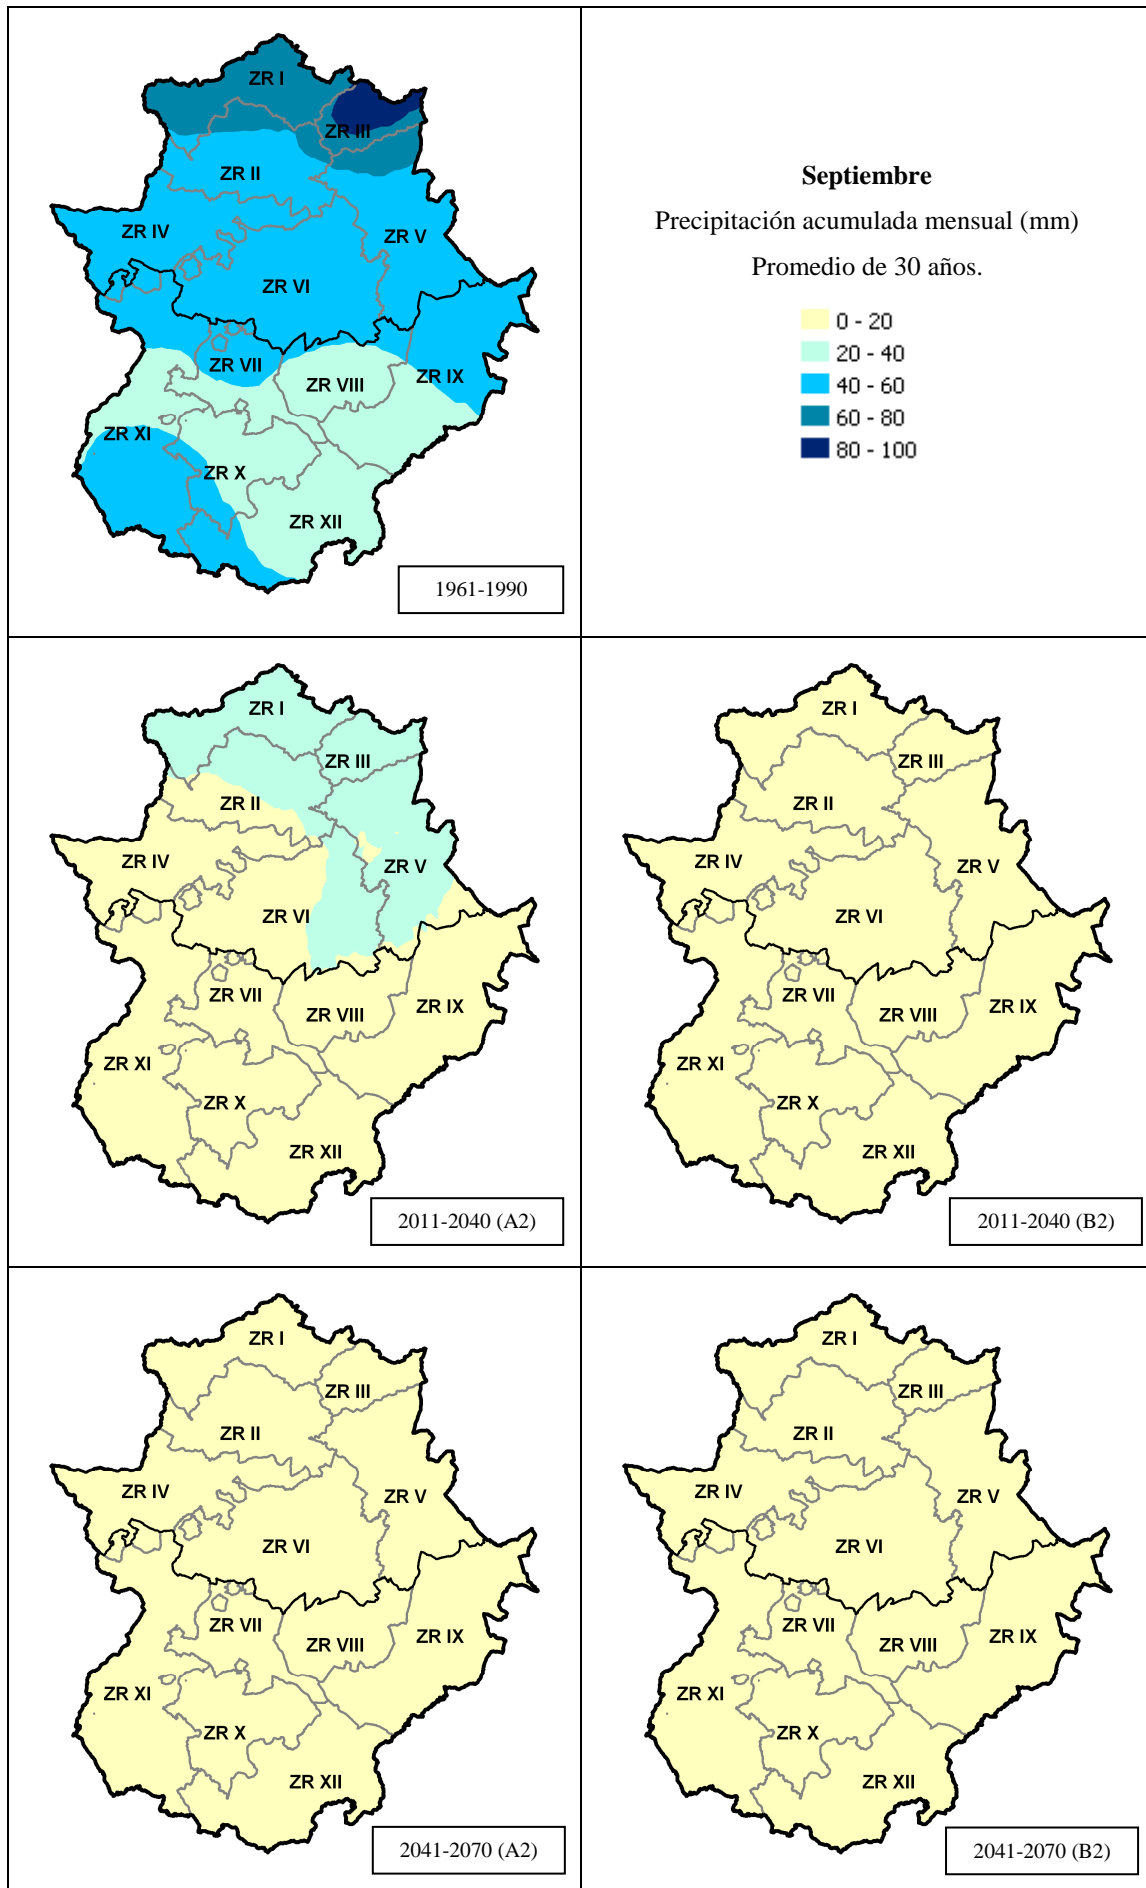 ZR I
ZR III
ZR II
ZR IV
ZR V
ZR VI
ZR VII
ZR VIII
ZR IX
ZR XI
ZR X
ZR XII
1961-1990
Septiembre
Precipitación acumulada mensual (mm)
Promedio de 30 años.
0 - 20
20 - 40
40 - 60
60 - 80
80 - 100
ZR I
ZR III
ZR II
ZR IV
ZR V
ZR VI
ZR VII
ZR VIII
ZR IX
ZR XI
ZR X
ZR XII
2011-2040 (A2)
ZR I
ZR III
ZR II
ZR IV
ZR V
ZR VI
ZR VII
ZR VIII
ZR IX
ZR XI
ZR X
ZR XII
2011-2040 (B2)
ZR I
ZR III
ZR II
ZR IV
ZR V
ZR VI
ZR VII
ZR VIII
ZR IX
ZR XI
ZR X
ZR XII
2041-2070 (A2)
ZR I
ZR III
ZR II
ZR IV
ZR V
ZR VI
ZR VII
ZR VIII
ZR IX
ZR XI
ZR X
ZR XII
2041-2070 (B2)